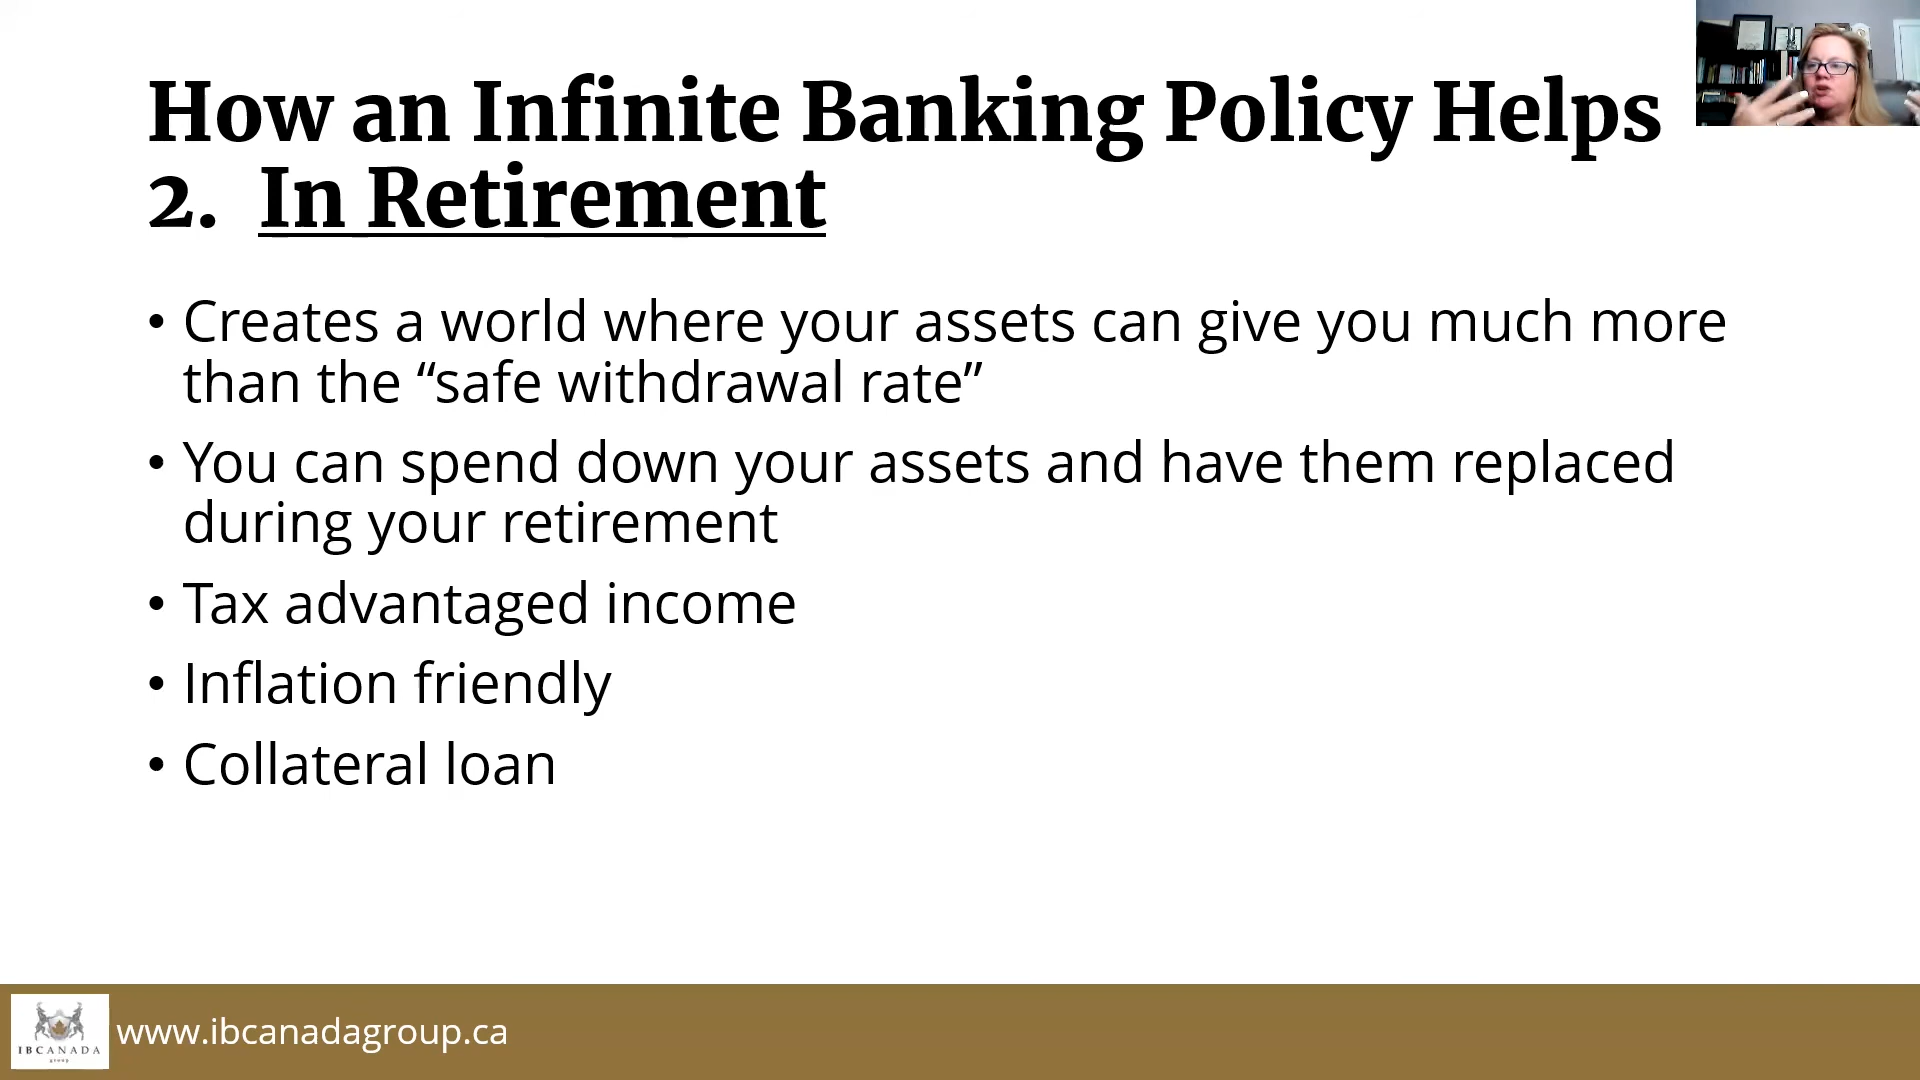 How an Infinite Banking Policy Helps
2. In Retirement
• Creates a world where your assets can give you much more
than the “safe withdrawal rate”
• You can spend down your assets and have them replaced
during your retirement
• Tax advantaged income
• Inflation friendly
• Collateral loan
IBCANADA
group
www.ibcanadagroup.ca